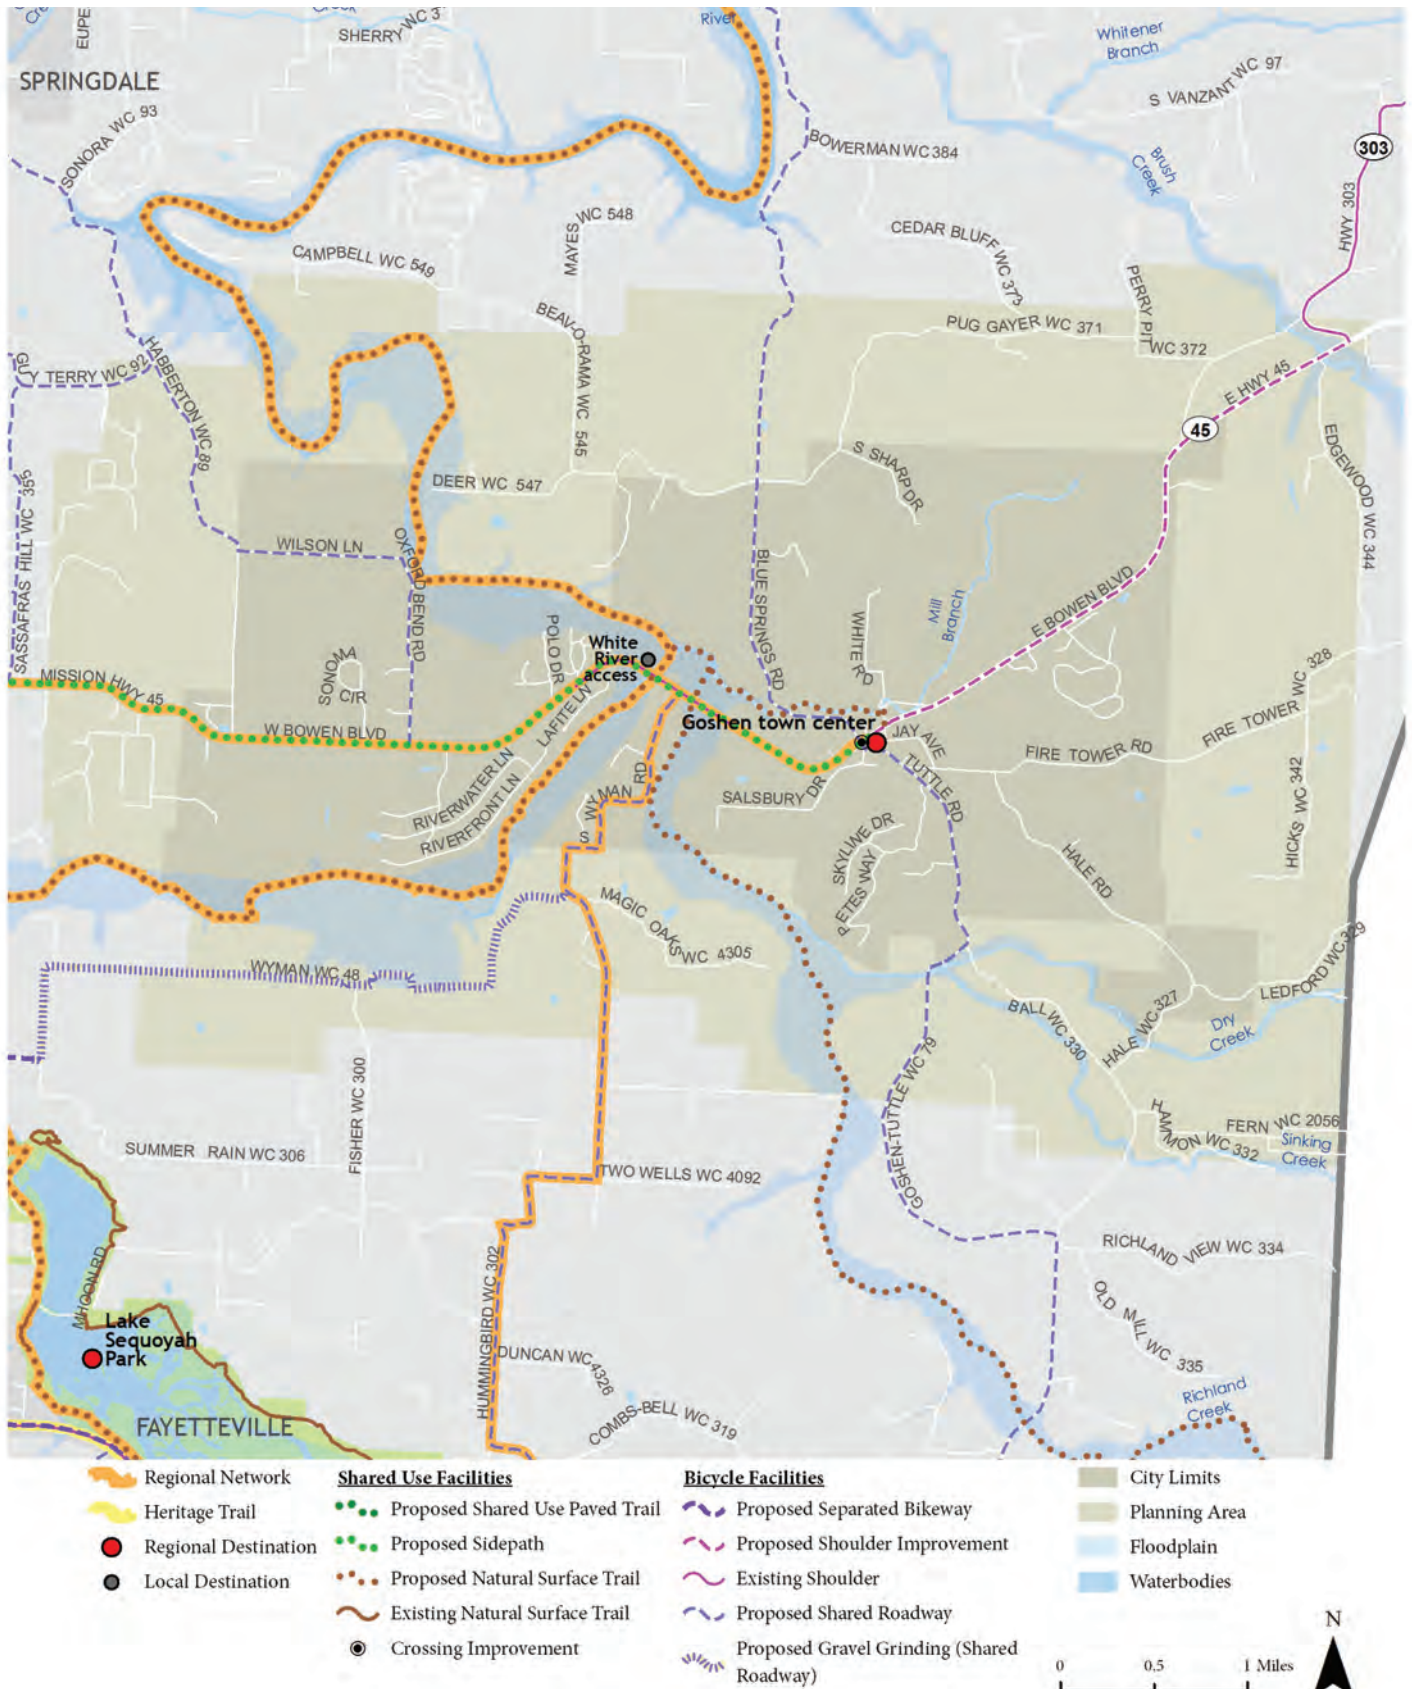 Creek
River
EUPE
SHERRY WC 3
Whitener
Branch
SPRINGDALE
S VANZANT WC 97
SONORA WC 93
303
BOWERMAN WC 384
Brush
Creek
HWY 303
MAYES WC 548
CEDAR BLUFF WC 373
CAMPBELL WC 549
PERRY PIT WC 372
BEAV-O-RAMA WC 545
PUG GAYER WC 371
GUY TERRY WC 92
HABBERTON WC 89
E HWY 45
45
S SHARP DR
EDGEWOOD WC 344
DEER WC 547
SASSAFRAS HILL WC 355
WILSON LN
OXFORD BEND RD
BLUE SPRINGS RD
WHITE RD
Mill
Branch
E BOWEN BLVD
POLO DR
White
River
access
SONOMA CIR
MISSION HWY 45
LAFITE LN
W BOWEN BLVD
Goshen town center
JAY AVE
FIRE TOWER RD
FIRE TOWER WC 328
RIVERWATER LN
RIVERFRONT LN
S WYMAN RD
SALSBURY DR
TUTTLE RD
HICKS WC 342
SKYLINE DR
PETES WAY
HALE RD
MAGIC OAKS WC 4305
WYMAN WC 48
LEDFORD WC 329
BALL WC 330
HALE WC 327
Dry
Creek
GOSHEN-TUTTLE WC 79
FISHER WC 300
HAMMON WC 332
FERN WC 2056
Sinking
Creek
SUMMER RAIN WC 306
TWO WELLS WC 4092
RICHLAND VIEW WC 334
WHOON RD
HUMMINGBIRD WC 302
OLD MILL WC 335
Lake
Sequoyah
Park
DUNCAN WC 4326
COMBS-BELL WC 319
Richland
Creek
FAYETTEVILLE
Regional Network
Heritage Trail
Regional Destination
Local Destination
Shared Use Facilities
Proposed Shared Use Paved Trail
Proposed Sidepath
Proposed Natural Surface Trail
Existing Natural Surface Trail
Crossing Improvement
Bicycle Facilities
Proposed Separated Bikeway
Proposed Shoulder Improvement
Existing Shoulder
Proposed Shared Roadway
Proposed Gravel Grinding (Shared
Roadway)
City Limits
Planning Area
Floodplain
Waterbodies
N
0 0.5 1 Miles